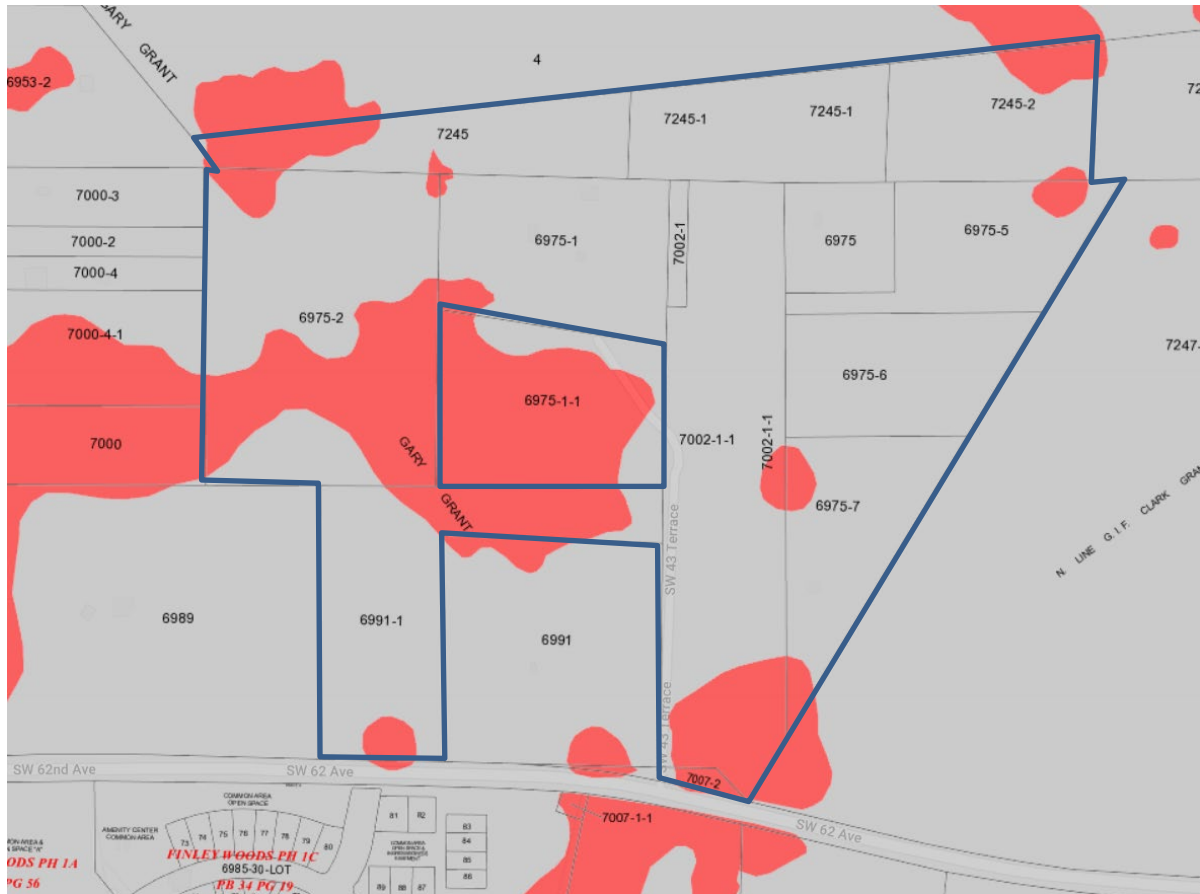 GARY GRANT
4
6953-2
72
7245
7245-1
7245-1
7245-2
7000-3
7000-2
7000-4
7000-4-1
7000
6975-2
6975-1
7002-1
6975
6975-5
6975-1-1
6975-6
7247-
7002-1-1
7002-1-1
6975-7
GARY
GRANT
N. LINE G.I.F. CLARK GRA
SW 43 Terrace
6989
6991-1
6991
SW 43 Terrace
7007-2
SW 62nd Ave
SW 62 Ave
SW 62 Ave
7007-1-1
COMMON AREA
OPEN SPACE
AMENITY CENTER
COMMON AREA
73
74
75
76
77
78
79
80
81
82
83
84
85
86
89
88
87
ODS PH 1A
PG 56
FINLEY WOODS PH 1C
6985-30-LOT
PB 34 PG 19